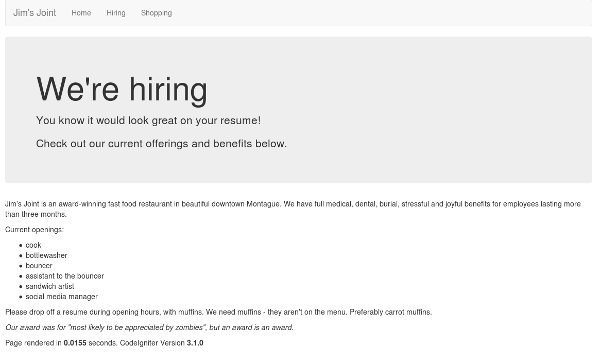 Jim's Joint Home Hiring Shopping
We're hiring
You know it would look great on your resume!
Check out our current offerings and benefits below.
Jim's Joint is an award-winning fast food restaurant in beautiful downtown Montague. We have full medical, dental, burial, stressful and joyful benefits for employees lasting more
than three months.
Current openings:
cook
bottlewasher
bouncer
assistant to the bouncer
sandwich artist
social media manager
Please drop off a resume during opening hours, with muffins. We need muffins - they aren't on the menu. Preferably carrot muffins.
Our award was for "most likely to be appreciated by zombies", but an award is an award.
Page rendered in 0.0155 seconds. CodeIgniter Version 3.1.0